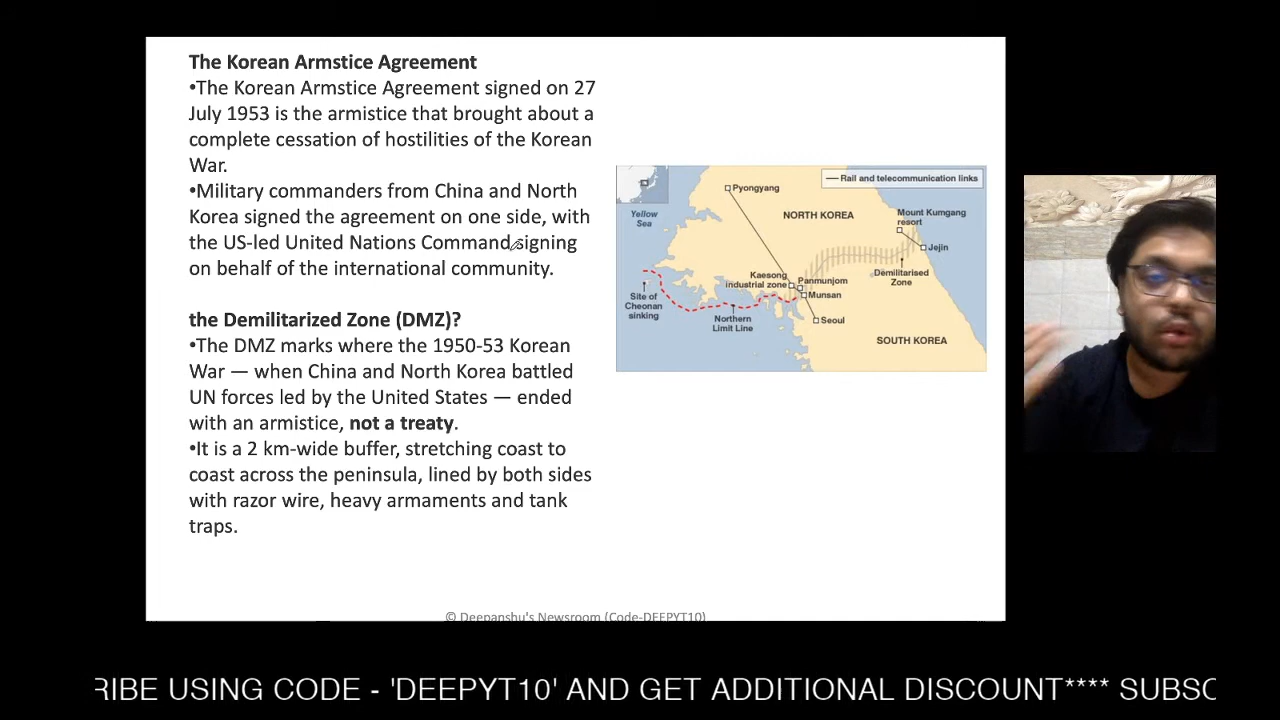 The Korean Armstice Agreement
•The Korean Armstice Agreement signed on 27
July 1953 is the armistice that brought about a
complete cessation of hostilities of the Korean
War.
•Military commanders from China and North
Korea signed the agreement on one side, with
the US-led United Nations Command signing
on behalf of the international community.
the Demilitarized Zone (DMZ)?
•The DMZ marks where the 1950-53 Korean
War — when China and North Korea battled
UN forces led by the United States — ended
with an armistice, not a treaty.
•It is a 2 km-wide buffer, stretching coast to
coast across the peninsula, lined by both sides
with razor wire, heavy armaments and tank
traps.
Rail and telecommunication links
Pyongyang
Yellow
Sea
NORTH KOREA
Mount Kumgang
resort
Jejin
Demilitarised
Zone
Kaesong
industrial zone
Panmunjom
Munsan
Site of
Cheonan
sinking
Northern
Limit Line
Seoul
SOUTH KOREA
© Deepanshu's Newsroom (Code-DEEPYT10)
RIBE USING CODE - 'DEEPYT10' AND GET ADDITIONAL DISCOUNT**** SUBSC